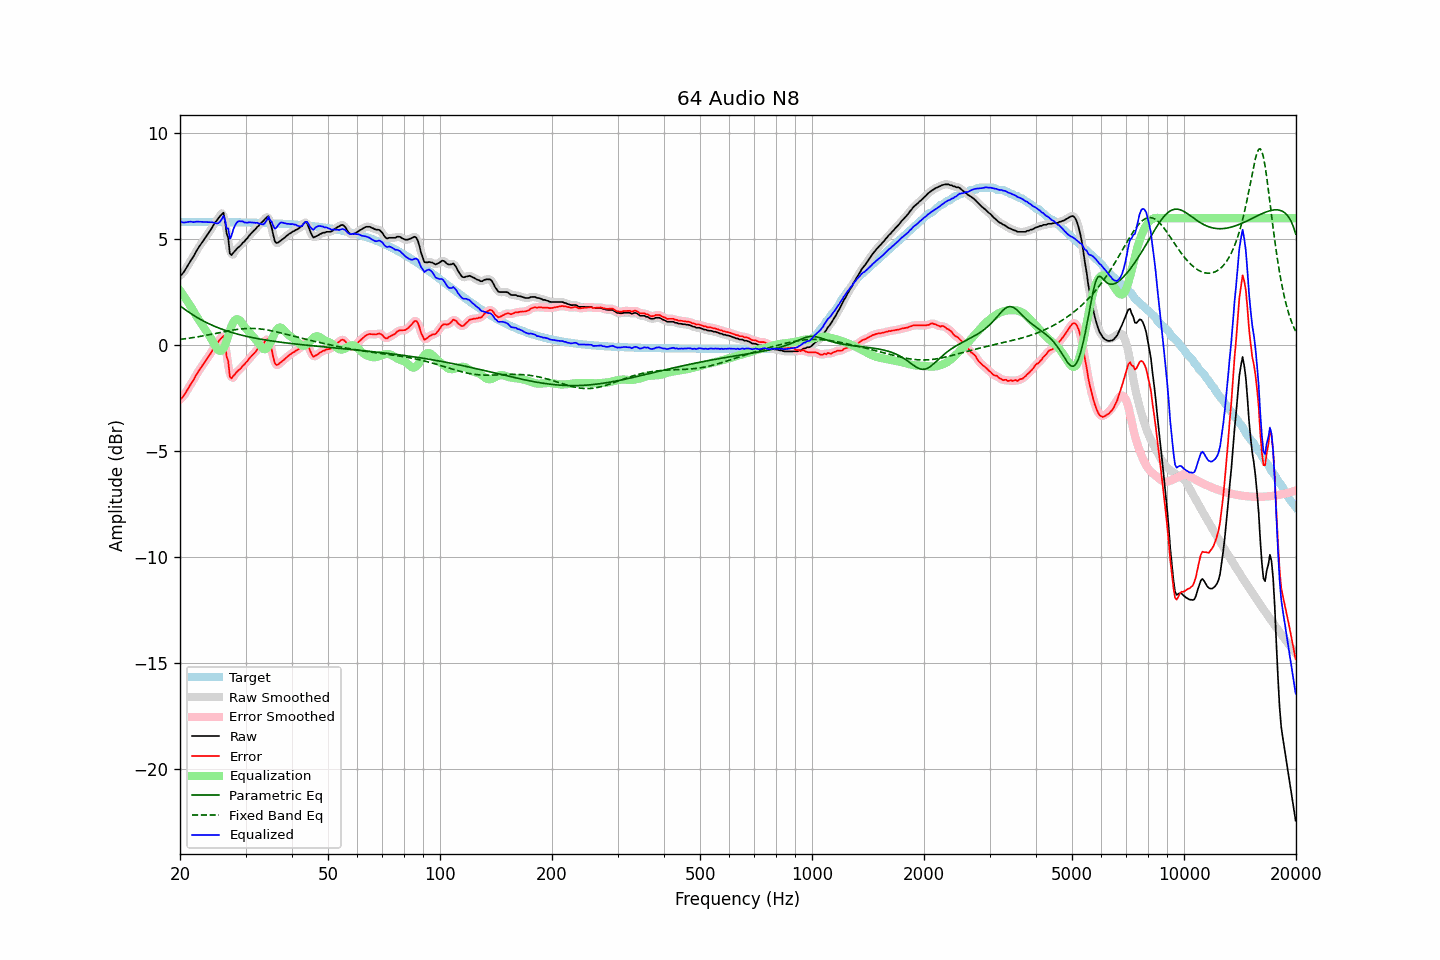 64 Audio N8
10
5
0
−5
−10
−15
−20
Amplitude (dBr)
Target
Raw Smoothed
Error Smoothed
Raw
Error
Equalization
Parametric Eq
Fixed Band Eq
Equalized
20 50 100 200 500 1000 2000 5000 10000 20000
Frequency (Hz)